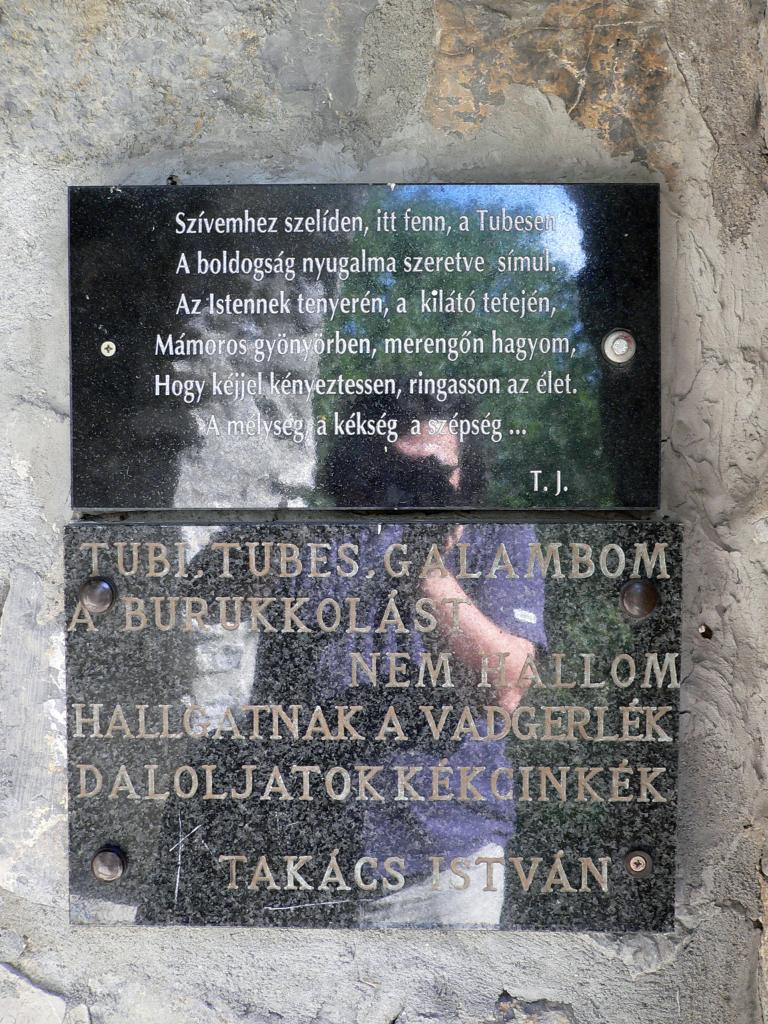 Szívemhez szelíden, itt fenn, a Tubesen
A boldogság nyugalma szeretve símul.
Az Istennek tenyerén, a kilátó tetején,
Mámoros gyönyörben, merengőn hagyom,
Hogy kéjjel kényeztessen, ringasson az élet.
A mélység, a kékség a szépség ...
T. J.
TUBI, TUBES, GALAMBOM
A BURUKKOLÁST
NEM HALLOM
HALLGATNAK A VADGERLÉK
DALOLJATOK KÉKCINKÉK
TAKÁCS ISTVÁN